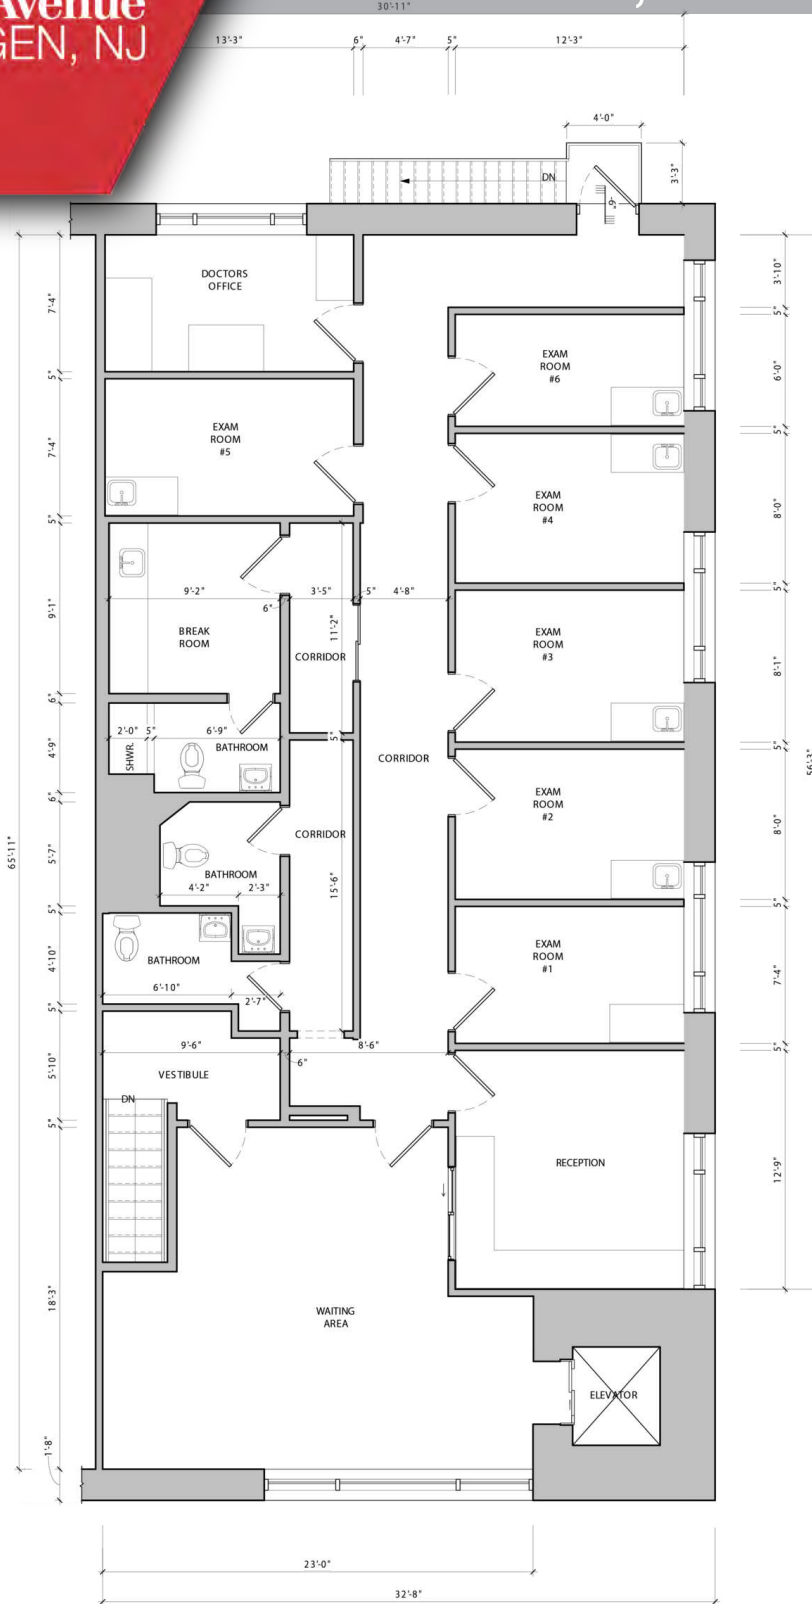 Avenue
GEN, NJ
30'-11"
13'-3"
6"
4'-7"
5"
12'-3"
4'-0"
3'-3"
DN
DOCTORS
OFFICE
7'-4"
3'-10"
5"
5"
EXAM
ROOM
#6
6'-0"
EXAM
ROOM
#5
7'-4"
5"
5"
EXAM
ROOM
#4
8'-0"
9'-2"
3'-5"
5"
4'-8"
6"
9'-1"
11'-2"
5"
BREAK
ROOM
CORRIDOR
EXAM
ROOM
#3
8'-1"
6"
2'-0"
5"
6'-9"
SHWR.
BATHROOM
4'-9"
5"
5"
CORRIDOR
56'-3"
6"
EXAM
ROOM
#2
8'-0"
CORRIDOR
65'-11"
5'-7"
BATHROOM
4'-2"
2'-3"
15'-6"
5"
5"
BATHROOM
4'-10"
EXAM
ROOM
#1
7'-4"
6'-10"
2'-7"
5"
9'-6"
8'-6"
6"
5"
VESTIBULE
5'-10"
DN
5"
RECEPTION
12'-9"
18'-3"
WAITING
AREA
ELEVATOR
1'-8"
23'-0"
32'-8"